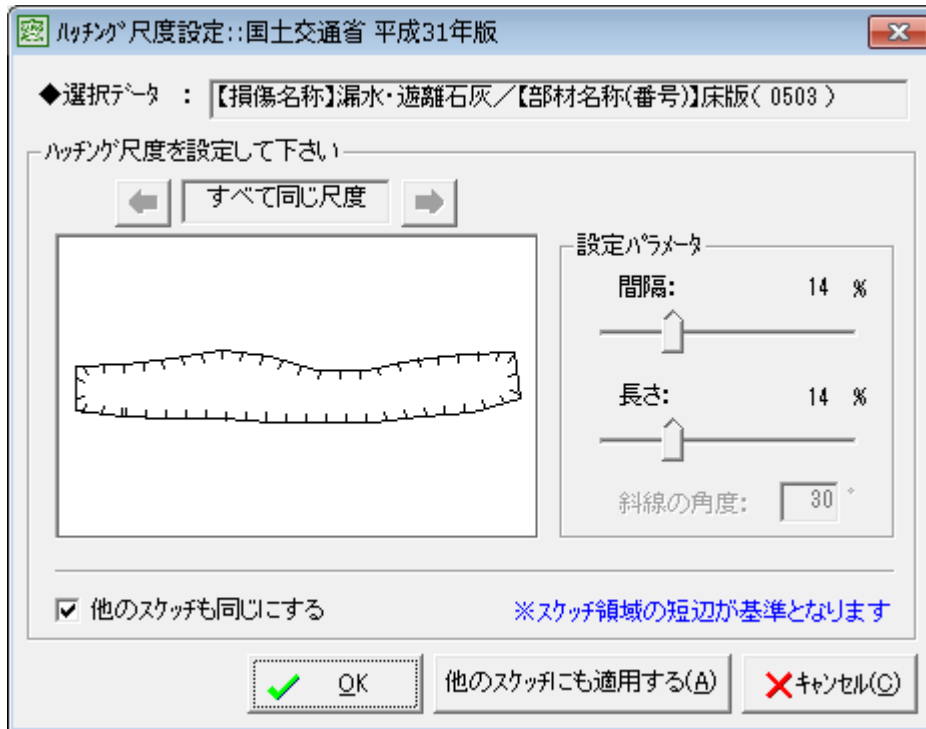 ﾊｯﾁﾝｸﾞ尺度設定::国土交通省 平成31年版
◆選択ﾃﾞｰﾀ ： 【損傷名称】漏水・遊離石灰／【部材名称(番号)】床版( 0503 )
ﾊｯﾁﾝｸﾞ尺度を設定して下さい
すべて同じ尺度
設定ﾊﾟﾗﾒｰﾀ
間隔: 14 %
長さ: 14 %
斜線の角度: 30 °
他のｽｹｯﾁも同じにする
※ｽｹｯﾁ領域の短辺が基準となります
OK 他のｽｹｯﾁにも適用する(A) ｷｬﾝｾﾙ(C)